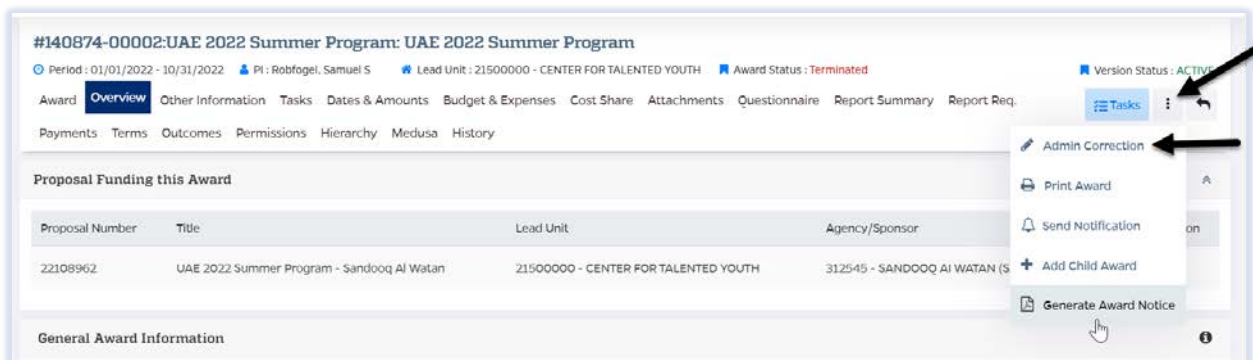 #140874-00002:UAE 2022 Summer Program: UAE 2022 Summer Program
Period : 01/01/2022 - 10/31/2022 PI : Robfogel, Samuel S Lead Unit : 21500000 - CENTER FOR TALENTED YOUTH Award Status : Terminated Version Status : ACTIVE
Award Overview Other Information Tasks Dates & Amounts Budget & Expenses Cost Share Attachments Questionnaire Report Summary Report Req. Tasks
Payments Terms Outcomes Permissions Hierarchy Medusa History
Admin Correction
Proposal Funding this Award
Print Award
Proposal Number Title Lead Unit Agency/Sponsor on
Send Notification
22108962 UAE 2022 Summer Program - Sandooq Al Watan 21500000 - CENTER FOR TALENTED YOUTH 312545 - SANDOOQ AI WATAN (S
Add Child Award
Generate Award Notice
General Award Information